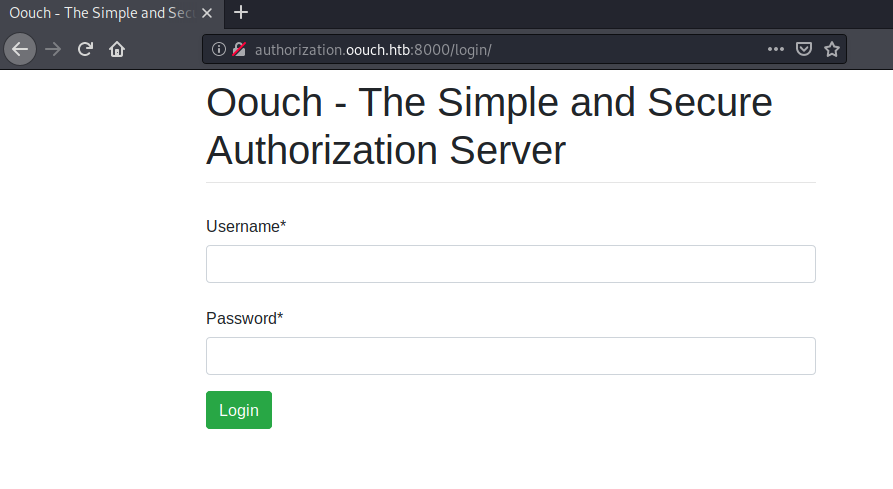 Oouch - The Simple and Secu
authorization.oouch.htb:8000/login/
Oouch - The Simple and Secure
Authorization Server
Username*
Password*
Login